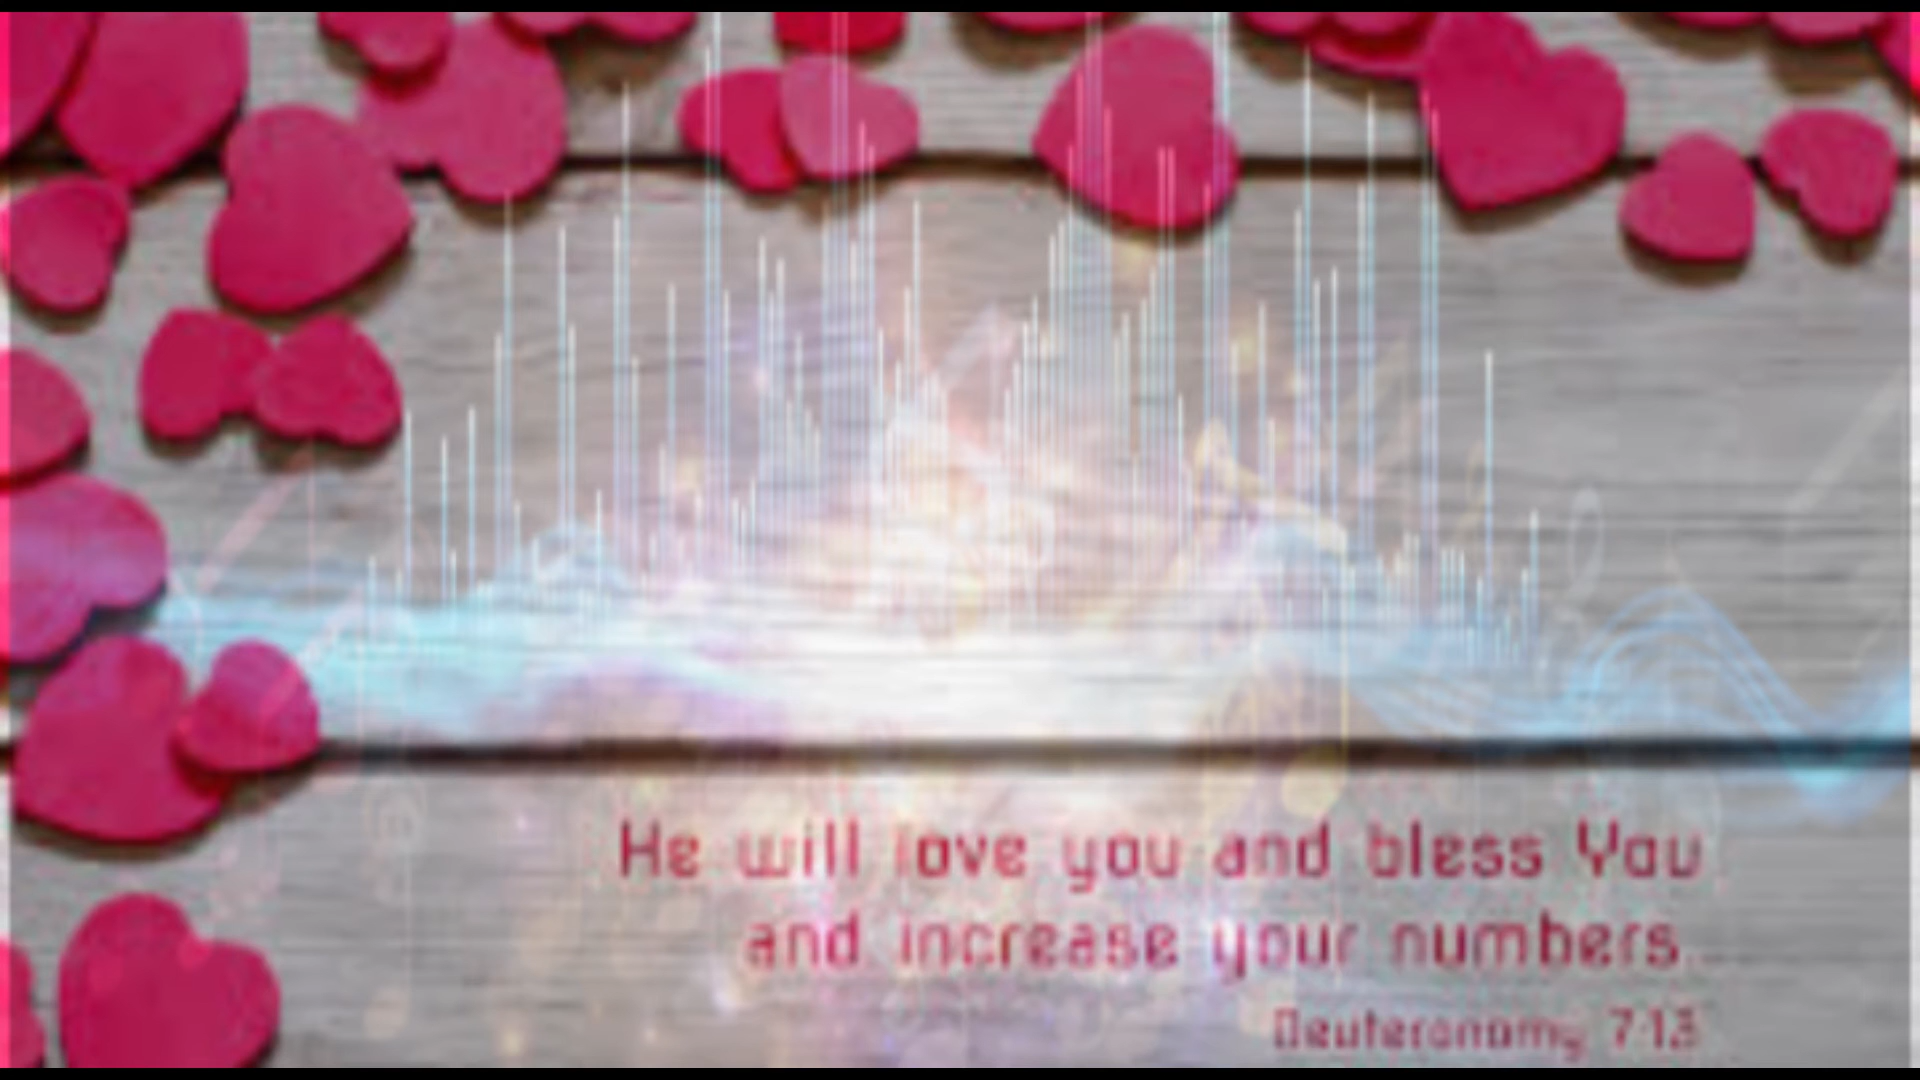 He will love you and bless You
and increase your numbers.
Deuteronomy 7:13